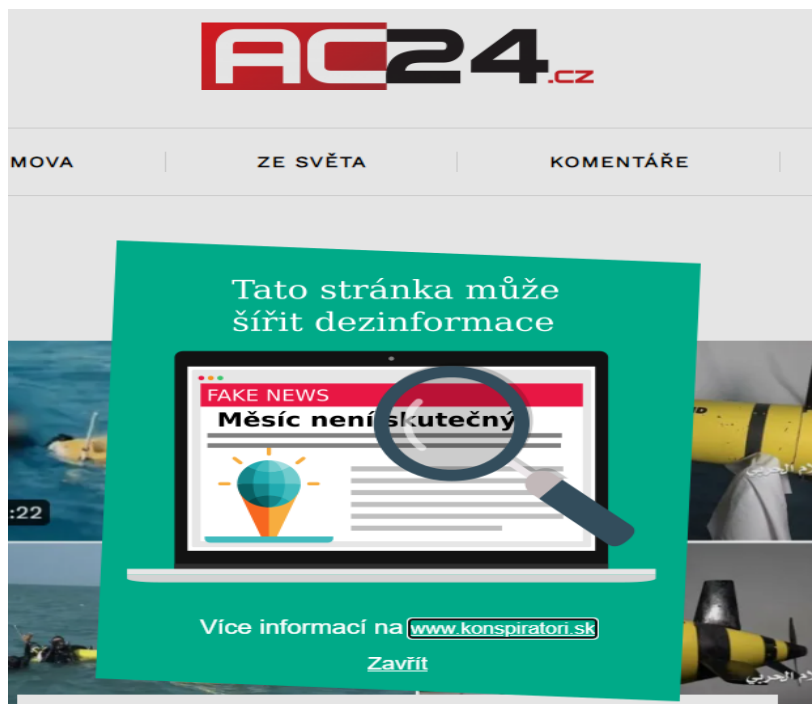 AC24.cz
MOVA
ZE SVĚTA
KOMENTÁŘE
Tato stránka může
šířit dezinformace
FAKE NEWS
Měsíc není skutečný
:22
Více informací na www.konspiratori.sk
Zavřít
الحربي